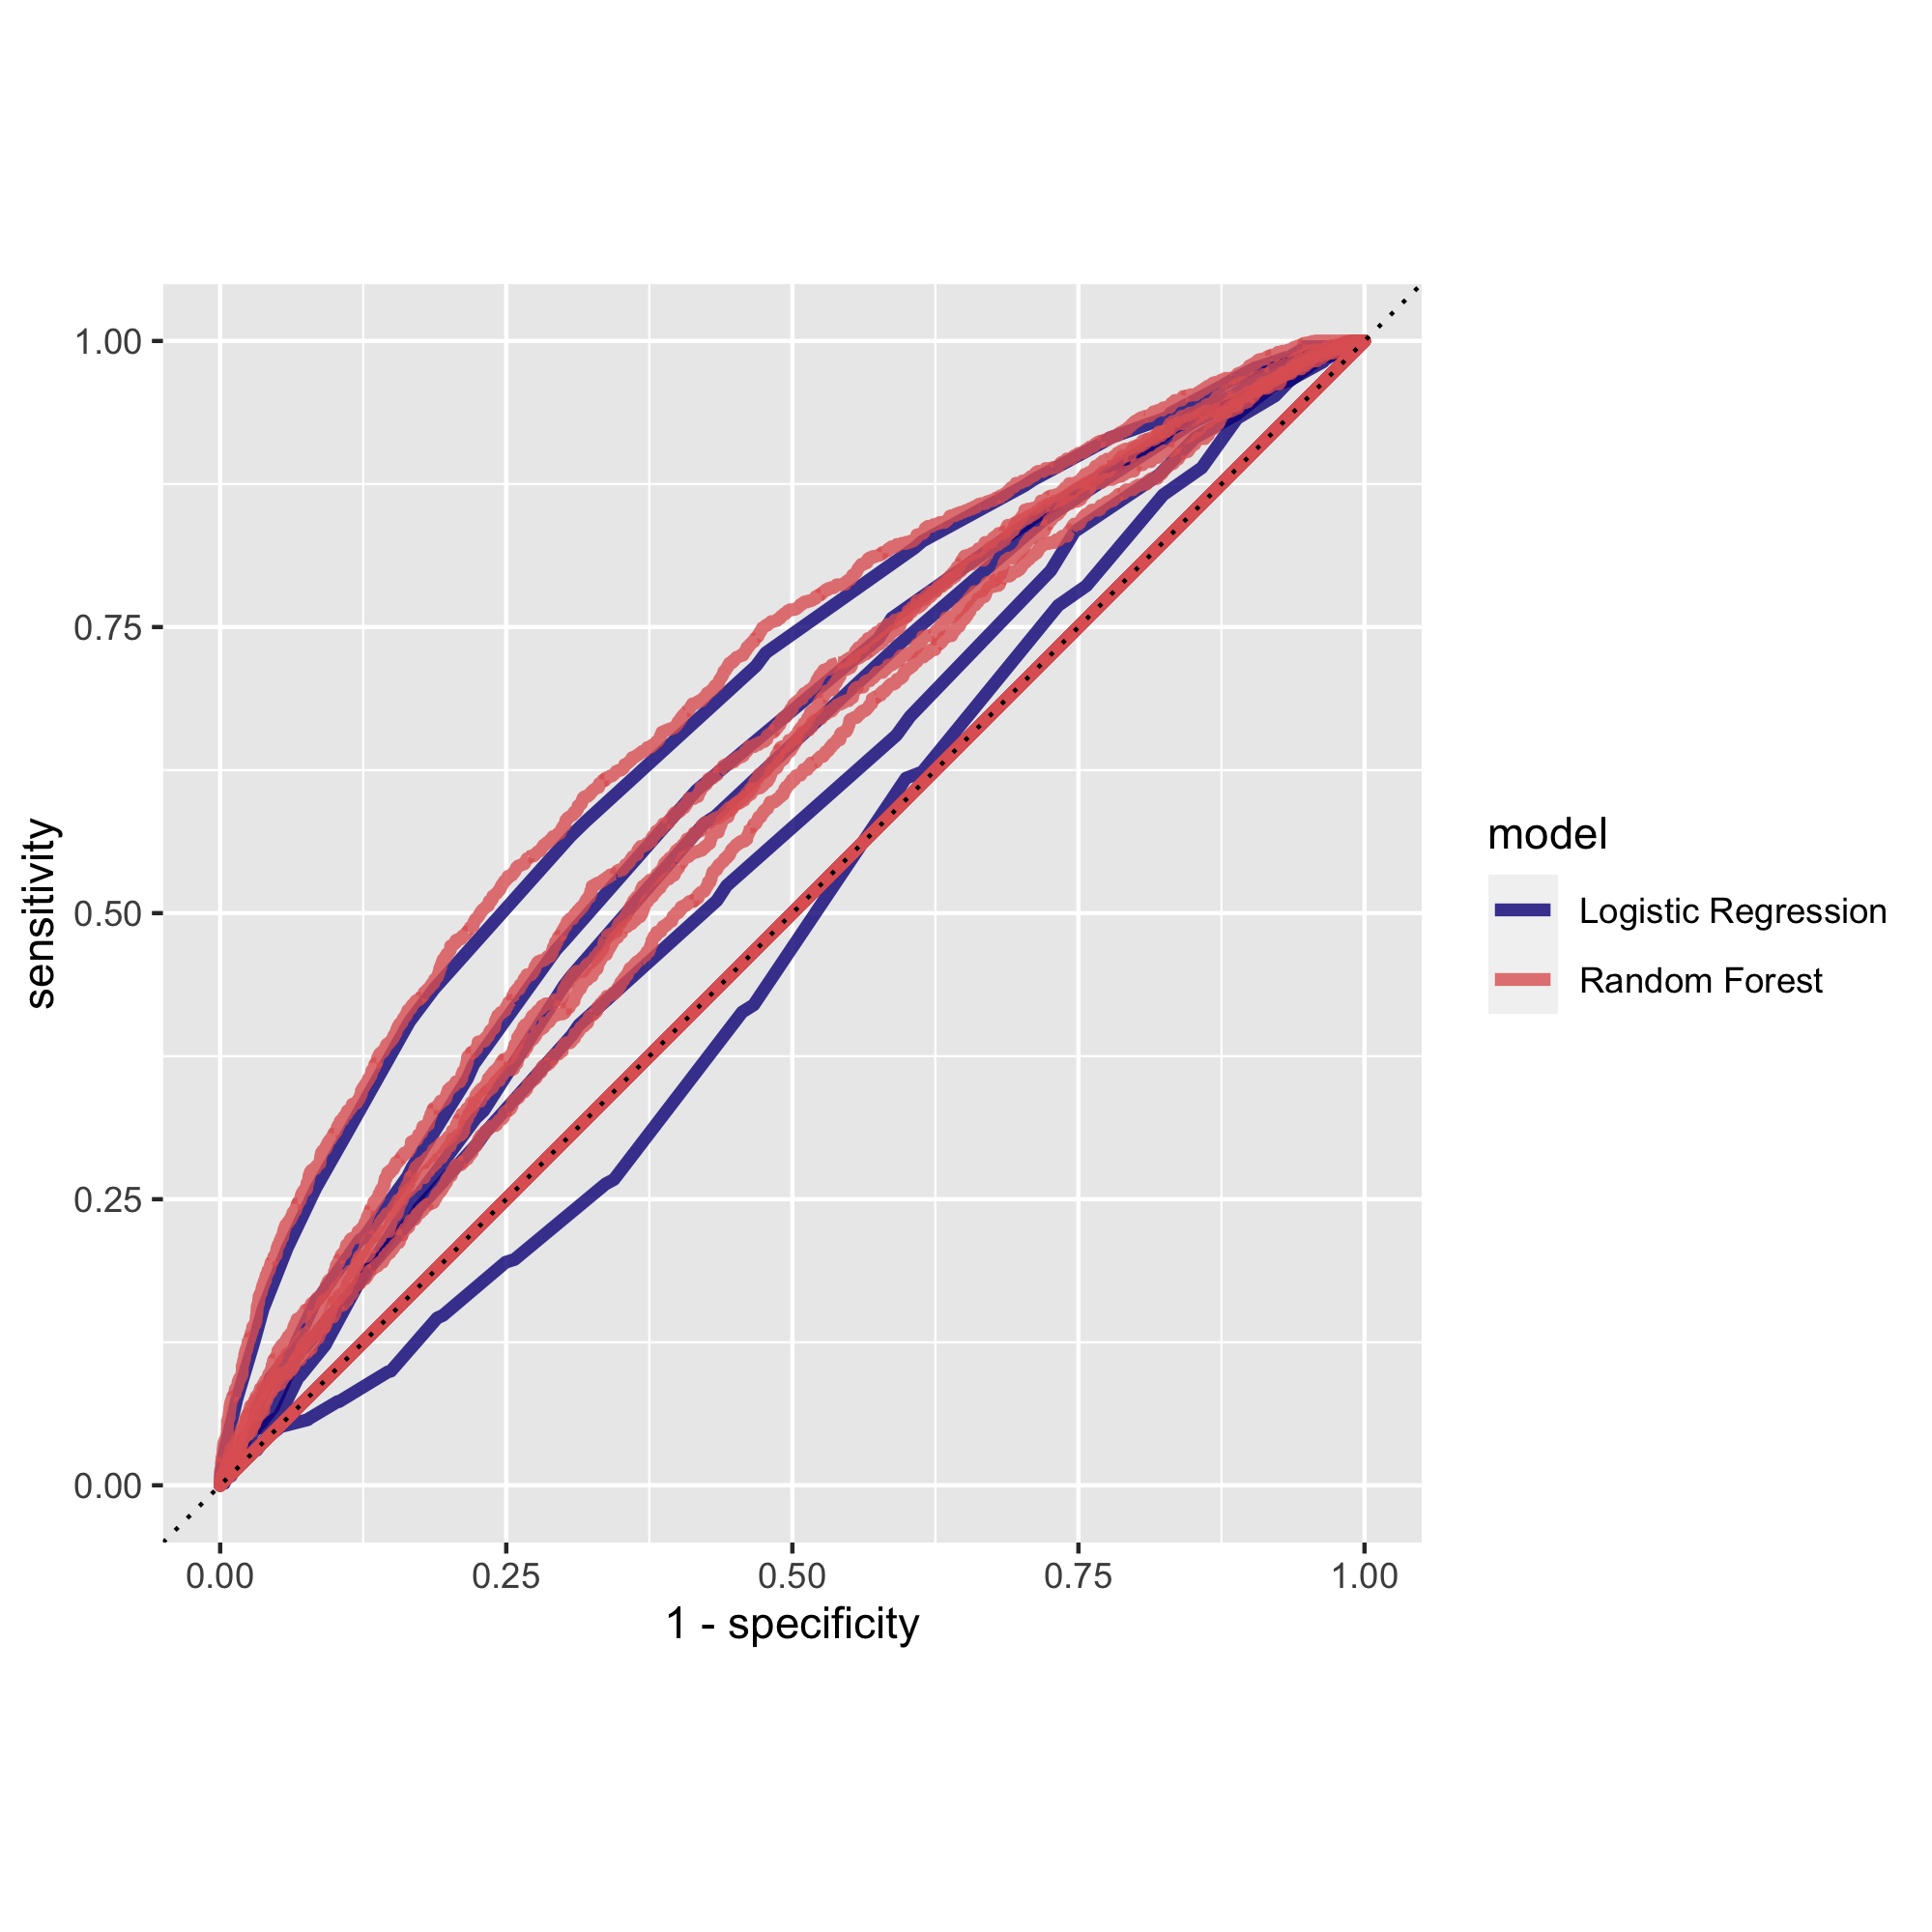 1.00
0.75
0.50
0.25
0.00
sensitivity
0.00 0.25 0.50 0.75 1.00
1 - specificity
model
Logistic Regression
Random Forest